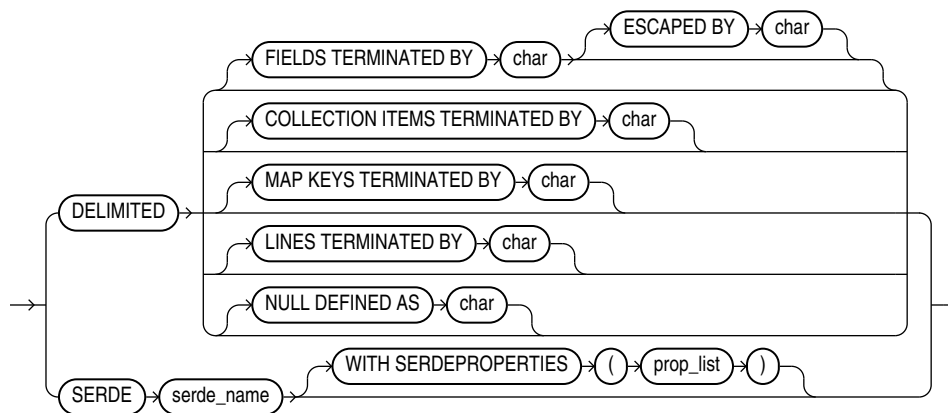 ESCAPED BY char
FIELDS TERMINATED BY char
COLLECTION ITEMS TERMINATED BY char
MAP KEYS TERMINATED BY char
DELIMITED
LINES TERMINATED BY char
NULL DEFINED AS char
WITH SERDEPROPERTIES ( prop_list )
SERDE serde_name